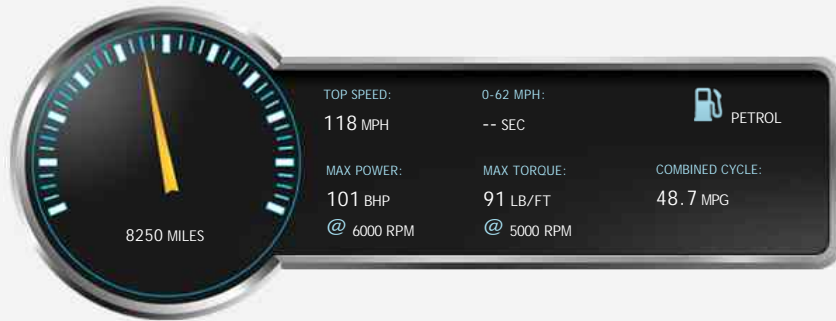 TOP SPEED:
118 MPH
0-62 MPH:
-- SEC
PETROL
MAX POWER:
101 BHP
@ 6000 RPM
MAX TORQUE:
91 LB/FT
@ 5000 RPM
COMBINED CYCLE:
48.7 MPG
8250 MILES